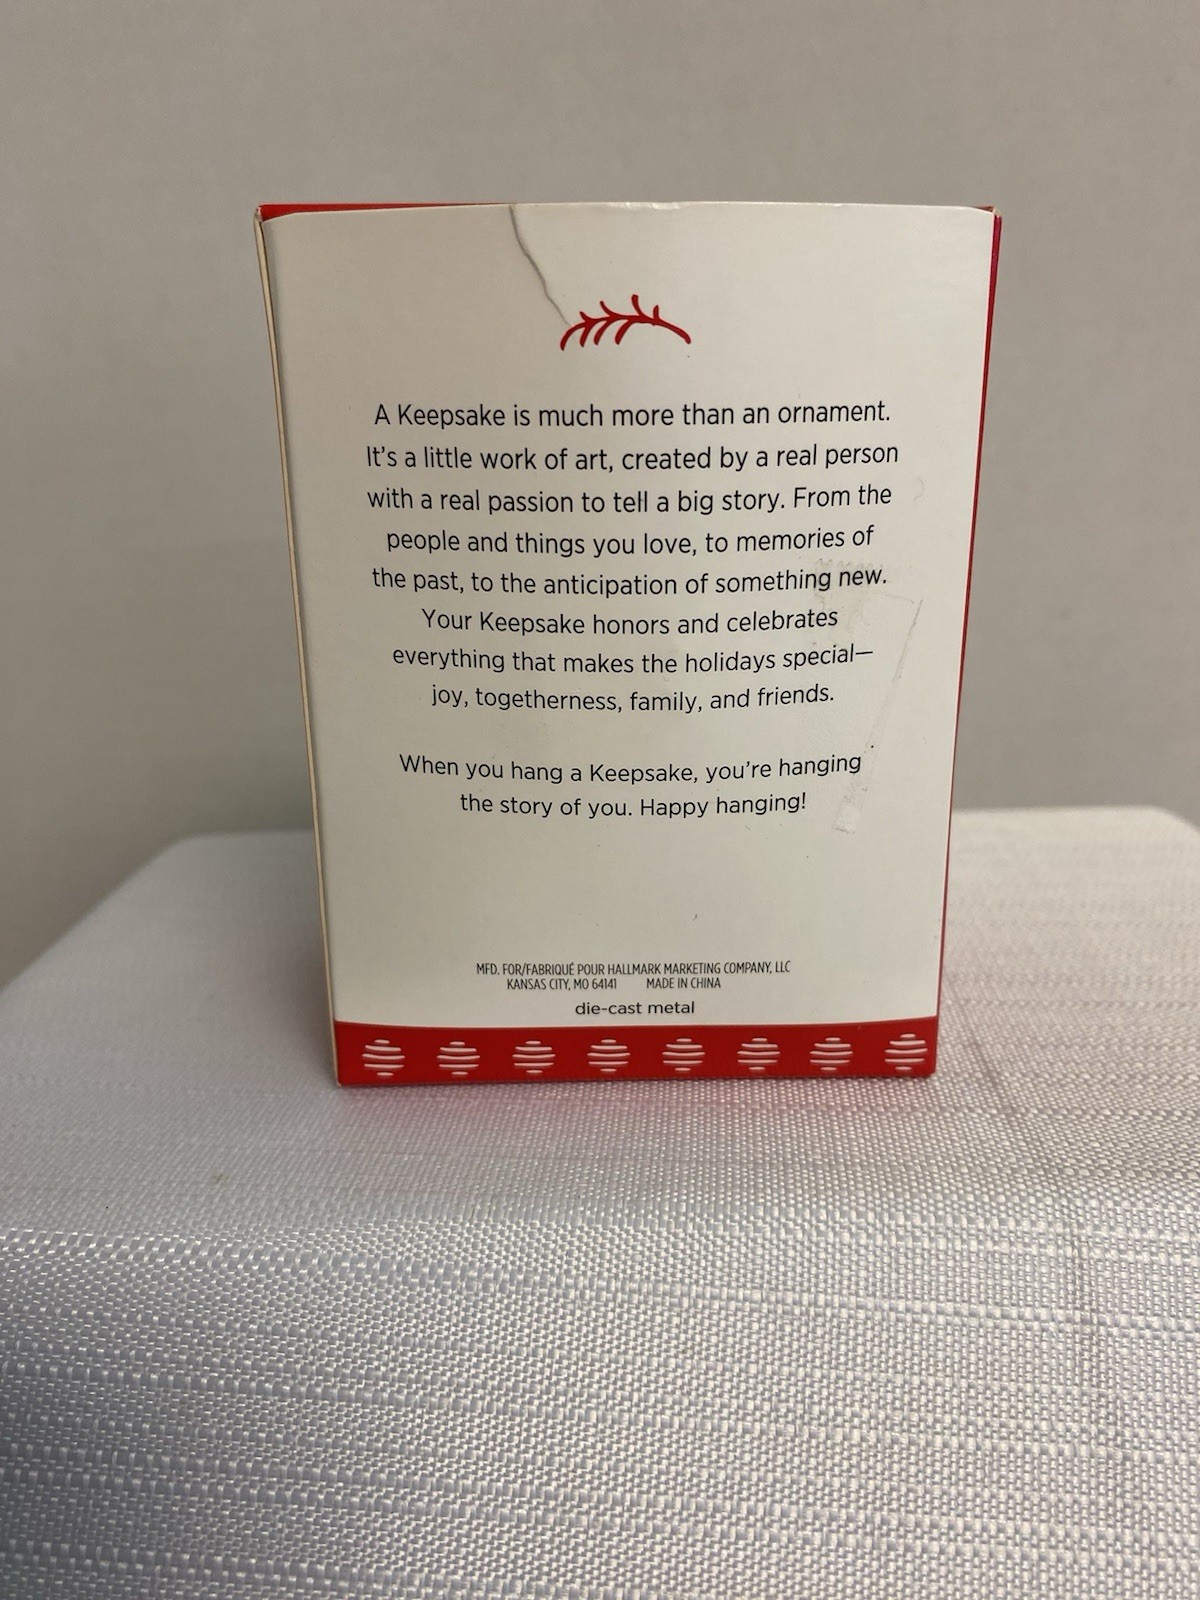 A Keepsake is much more than an ornament.
It's a little work of art, created by a real person
with a real passion to tell a big story. From the
people and things you love, to memories of
the past, to the anticipation of something new.
Your Keepsake honors and celebrates
everything that makes the holidays special—
joy, togetherness, family, and friends.
When you hang a Keepsake, you're hanging
the story of you. Happy hanging!
MFD. FOR/FABRIQUÉ POUR HALLMARK MARKETING COMPANY, LLC
KANSAS CITY, MO 64141 MADE IN CHINA
die-cast metal